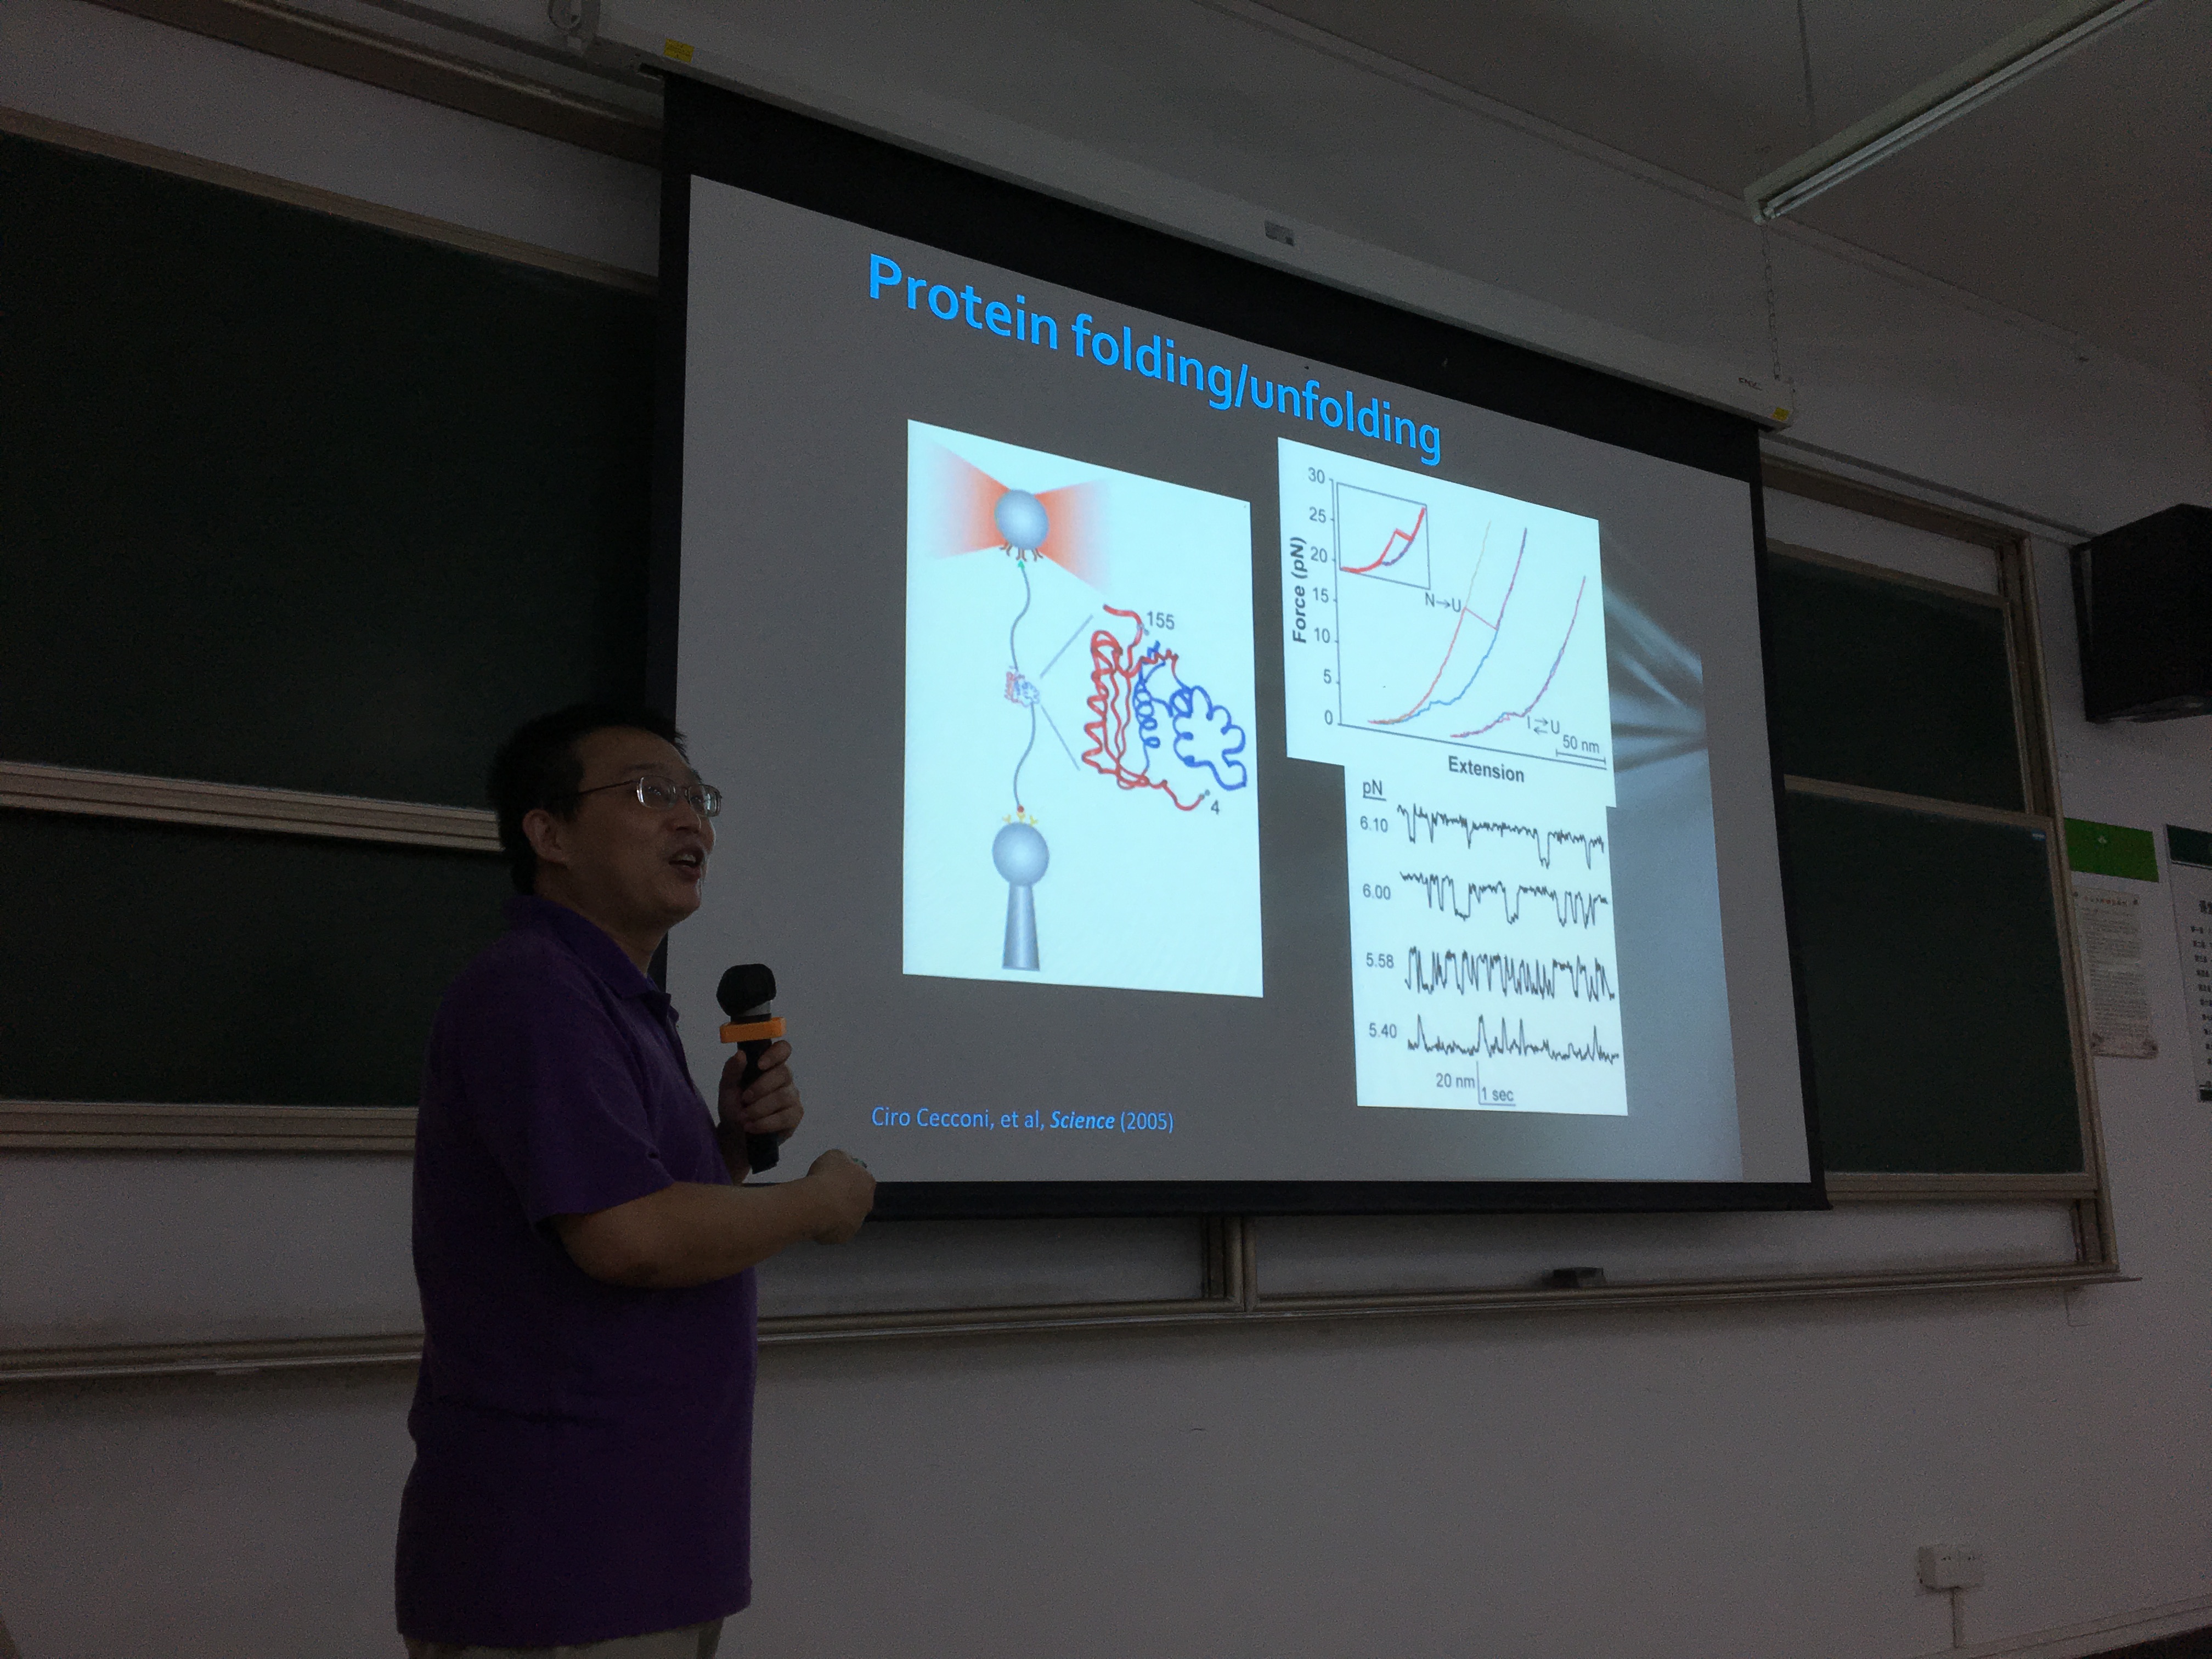 Protein folding/unfolding
155
4
30
25
20
15
10
5
0
Force (pN)
N→U
I⇄U
50 nm
Extension
pN
6.10
6.00
5.58
5.40
20 nm
1 sec
Ciro Cecconi, et al, Science (2005)